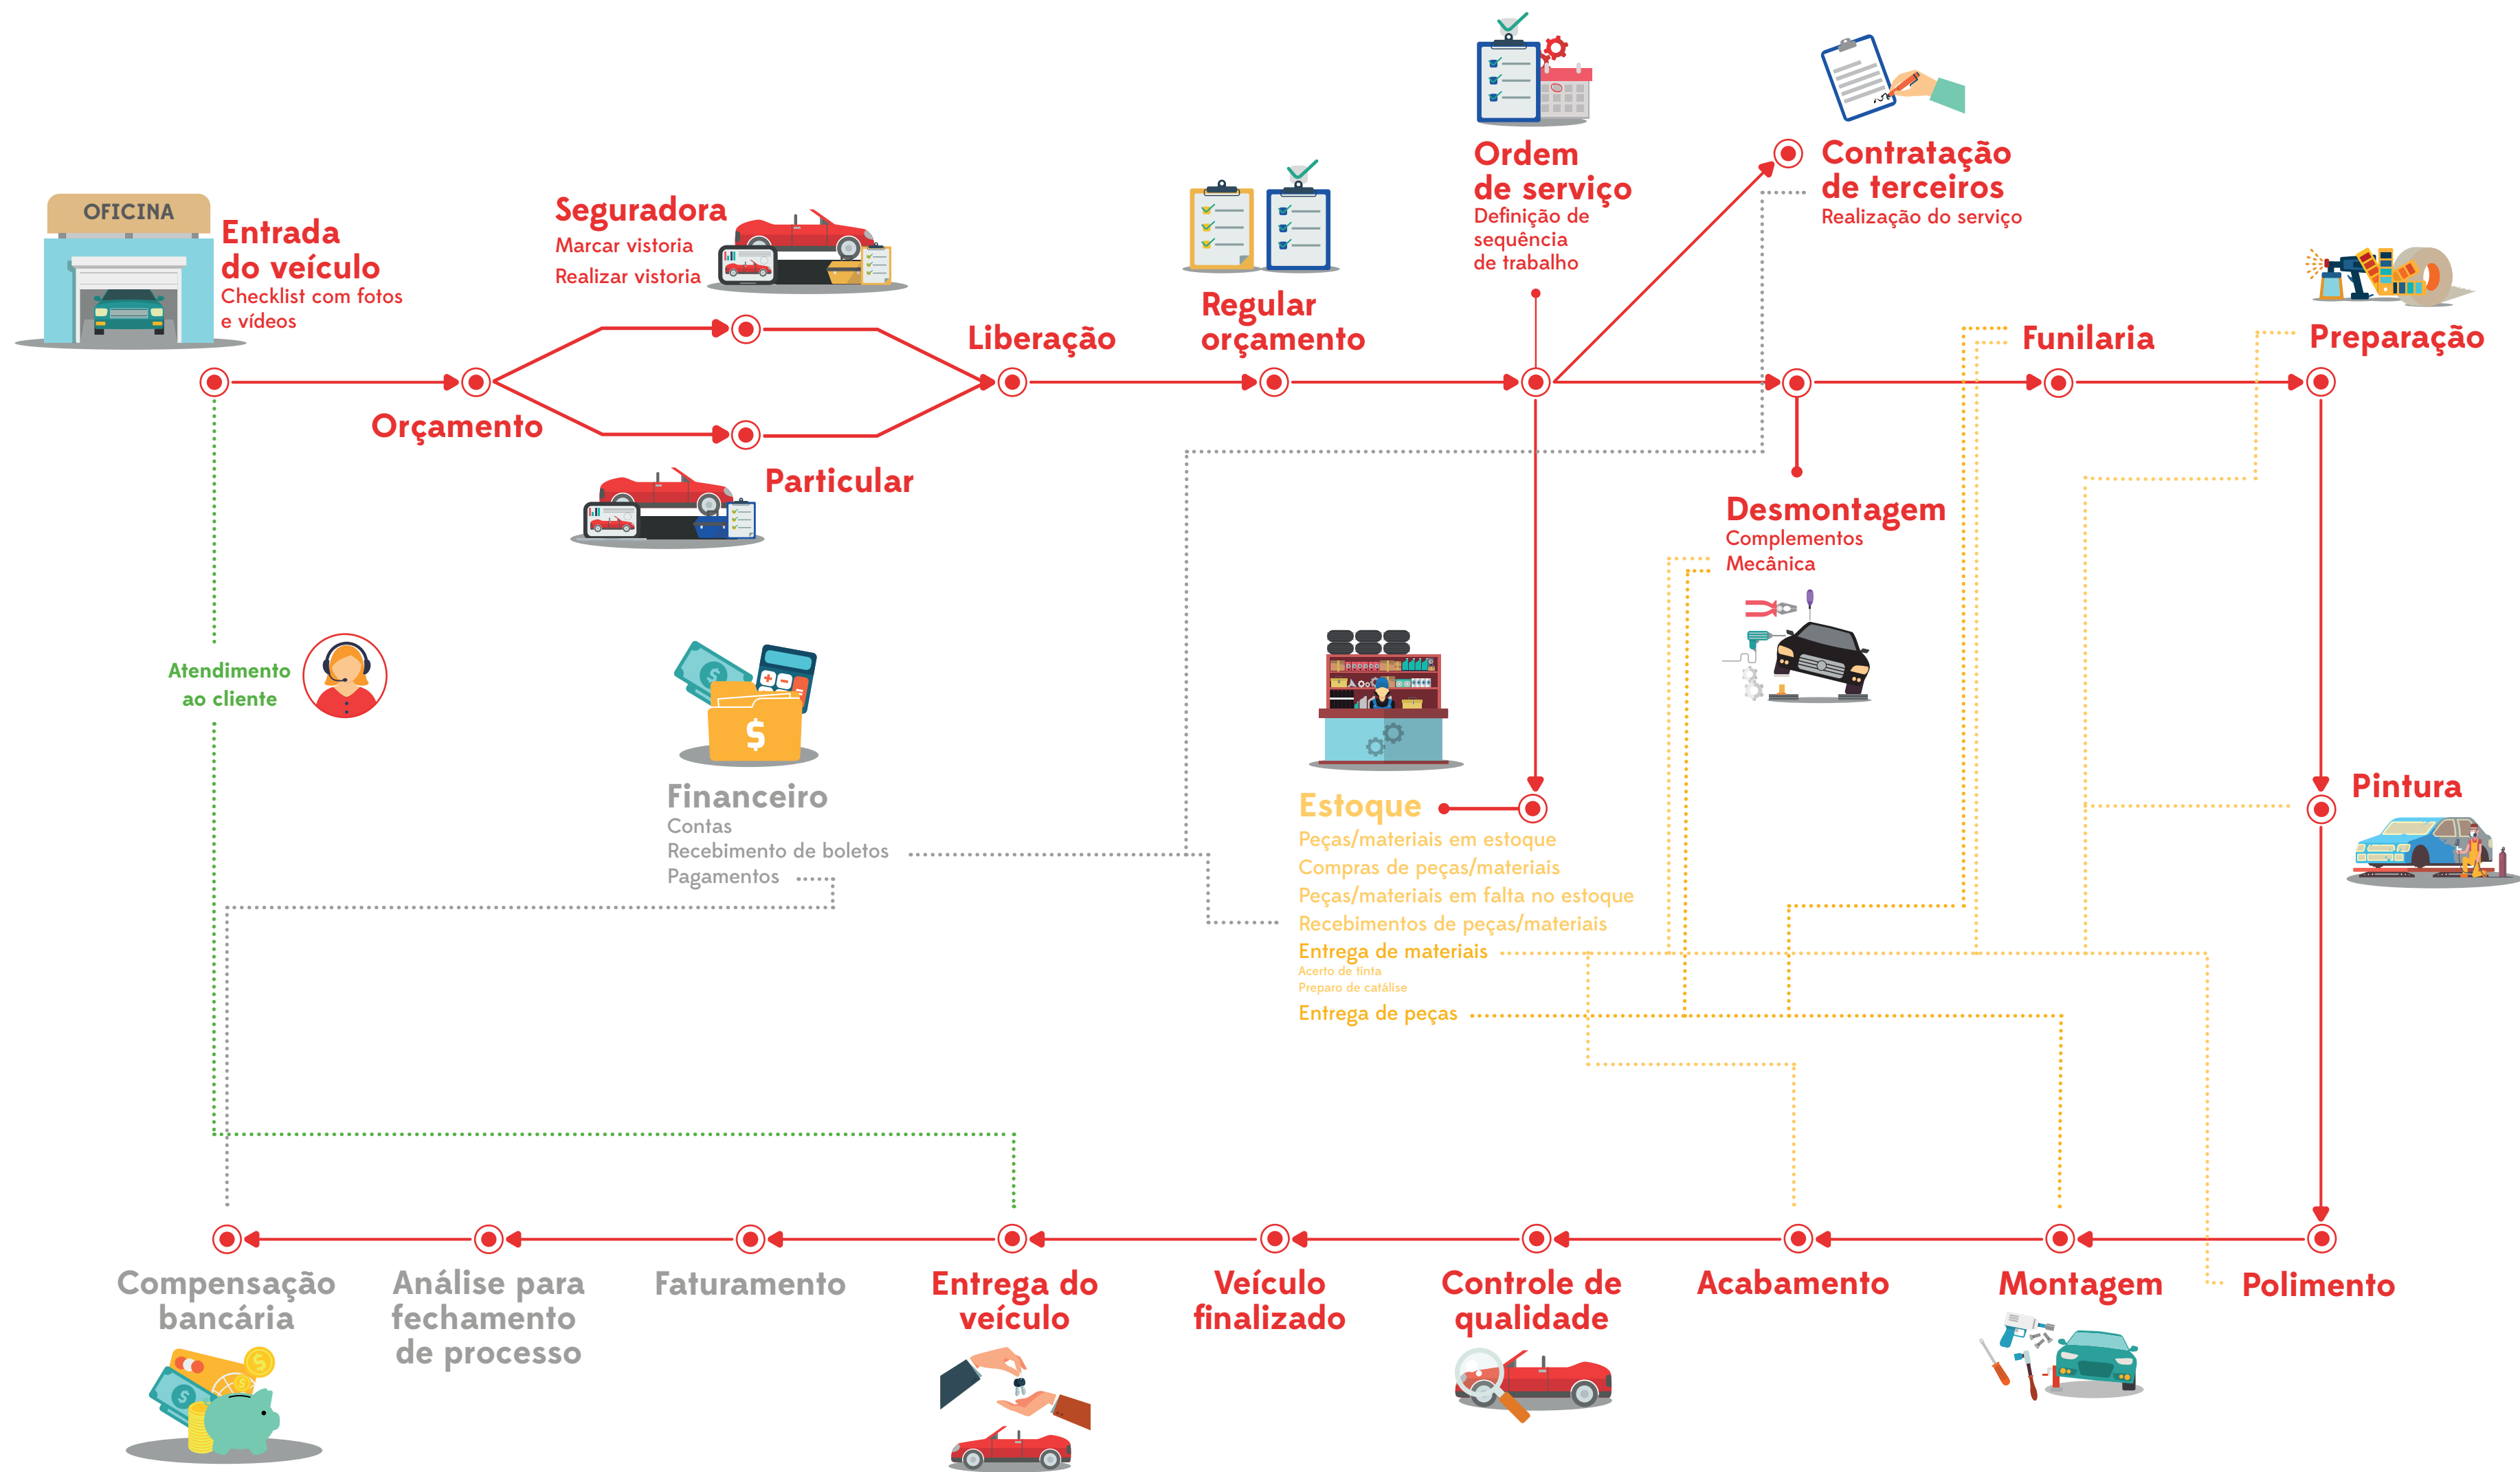 OFICINA
Entrada
do veículo
Checklist com fotos
e vídeos
Orçamento
Seguradora
Marcar vistoria
Realizar vistoria
Particular
Liberação
Regular
orçamento
Ordem
de serviço
Definição de
sequência
de trabalho
Contratação
de terceiros
Realização do serviço
Desmontagem
Complementos
Mecânica
Funilaria
Preparação
Pintura
Atendimento
ao cliente
Financeiro
Contas
Recebimento de boletos
Pagamentos
Estoque
Peças/materiais em estoque
Compras de peças/materiais
Peças/materiais em falta no estoque
Recebimentos de peças/materiais
Entrega de materiais
Acerto de tinta
Preparo de catálise
Entrega de peças
Compensação
bancária
Análise para
fechamento
de processo
Faturamento
Entrega do
veículo
Veículo
finalizado
Controle de
qualidade
Acabamento
Montagem
Polimento